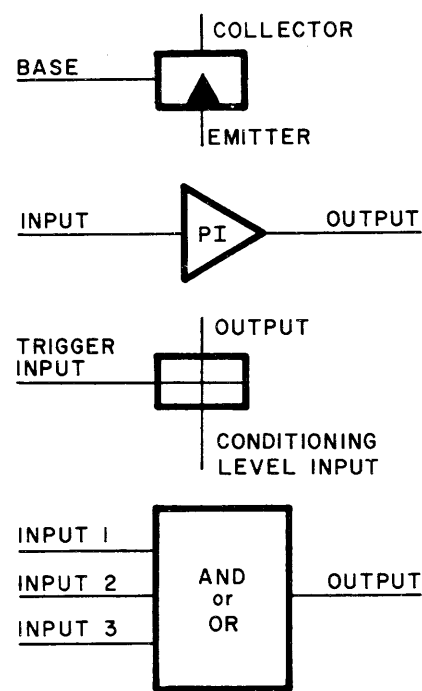 COLLECTOR
BASE
EMITTER
INPUT
PI
OUTPUT
OUTPUT
TRIGGER
INPUT
CONDITIONING
LEVEL INPUT
INPUT 1
INPUT 2
INPUT 3
AND
or
OR
OUTPUT